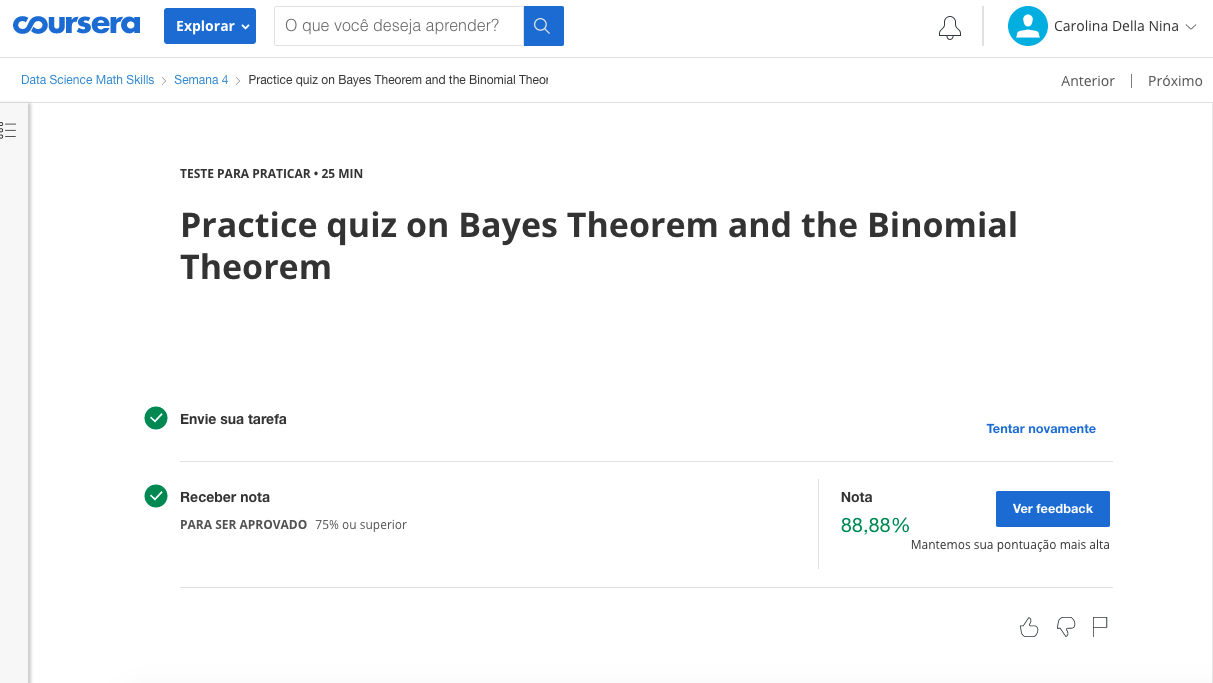 coursera
Explorar
O que você deseja aprender?
Carolina Della Nina
Data Science Math Skills
Semana 4
Practice quiz on Bayes Theorem and the Binomial Theor
Anterior
Próximo
TESTE PARA PRATICAR • 25 MIN
Practice quiz on Bayes Theorem and the Binomial
Theorem
Envie sua tarefa
Tentar novamente
Receber nota
PARA SER APROVADO 75% ou superior
Nota
88,88%
Ver feedback
Mantemos sua pontuação mais alta